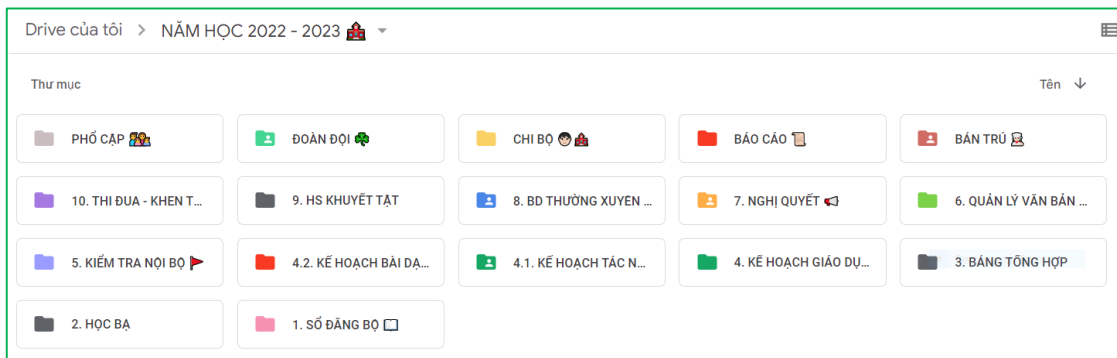 Drive của tôi > NĂM HỌC 2022 - 2023 🏫
Thư mục Tên ↓
PHỔ CẬP 👨‍👩‍👧‍👦 ĐOÀN ĐỘI ☘ CHI BỘ 🧑🏻🏫 BÁO CÁO 📜 BÁN TRÚ 👨🏻‍🍳
10. THI ĐUA - KHEN T... 9. HS KHUYẾT TẬT 8. BD THƯỜNG XUYÊN ... 7. NGHỊ QUYẾT 📢 6. QUẢN LÝ VĂN BẢN ...
5. KIỂM TRA NỘI BỘ 🚩 4.2. KẾ HOẠCH BÀI DẠ... 4.1. KẾ HOẠCH TÁC N... 4. KẾ HOẠCH GIÁO DỤ... 3. BẢNG TỔNG HỢP
2. HỌC BẠ 1. SỔ ĐĂNG BỘ 📖